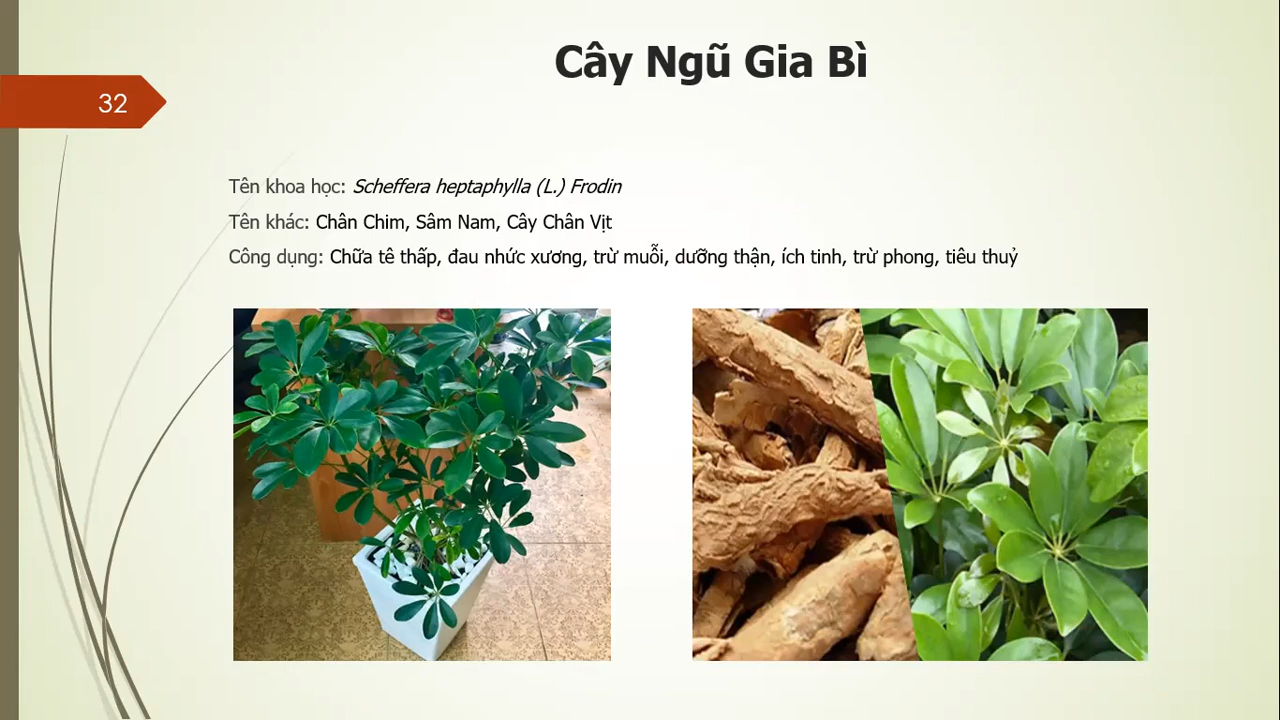 Cây Ngũ Gia Bì
32
Tên khoa học: Scheffera heptaphylla (L.) Frodin
Tên khác: Chân Chim, Sâm Nam, Cây Chân Vịt
Công dụng: Chữa tê thấp, đau nhức xương, trừ muỗi, dưỡng thận, ích tinh, trừ phong, tiêu thuỷ